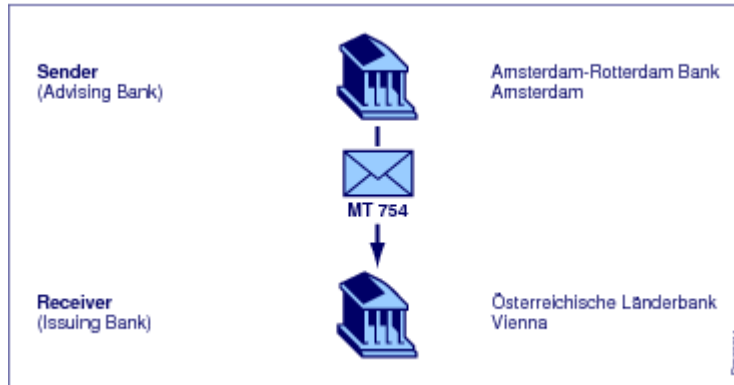 Sender
(Advising Bank)
Amsterdam-Rotterdam Bank
Amsterdam
MT 754
Receiver
(Issuing Bank)
Österreichische Länderbank
Vienna